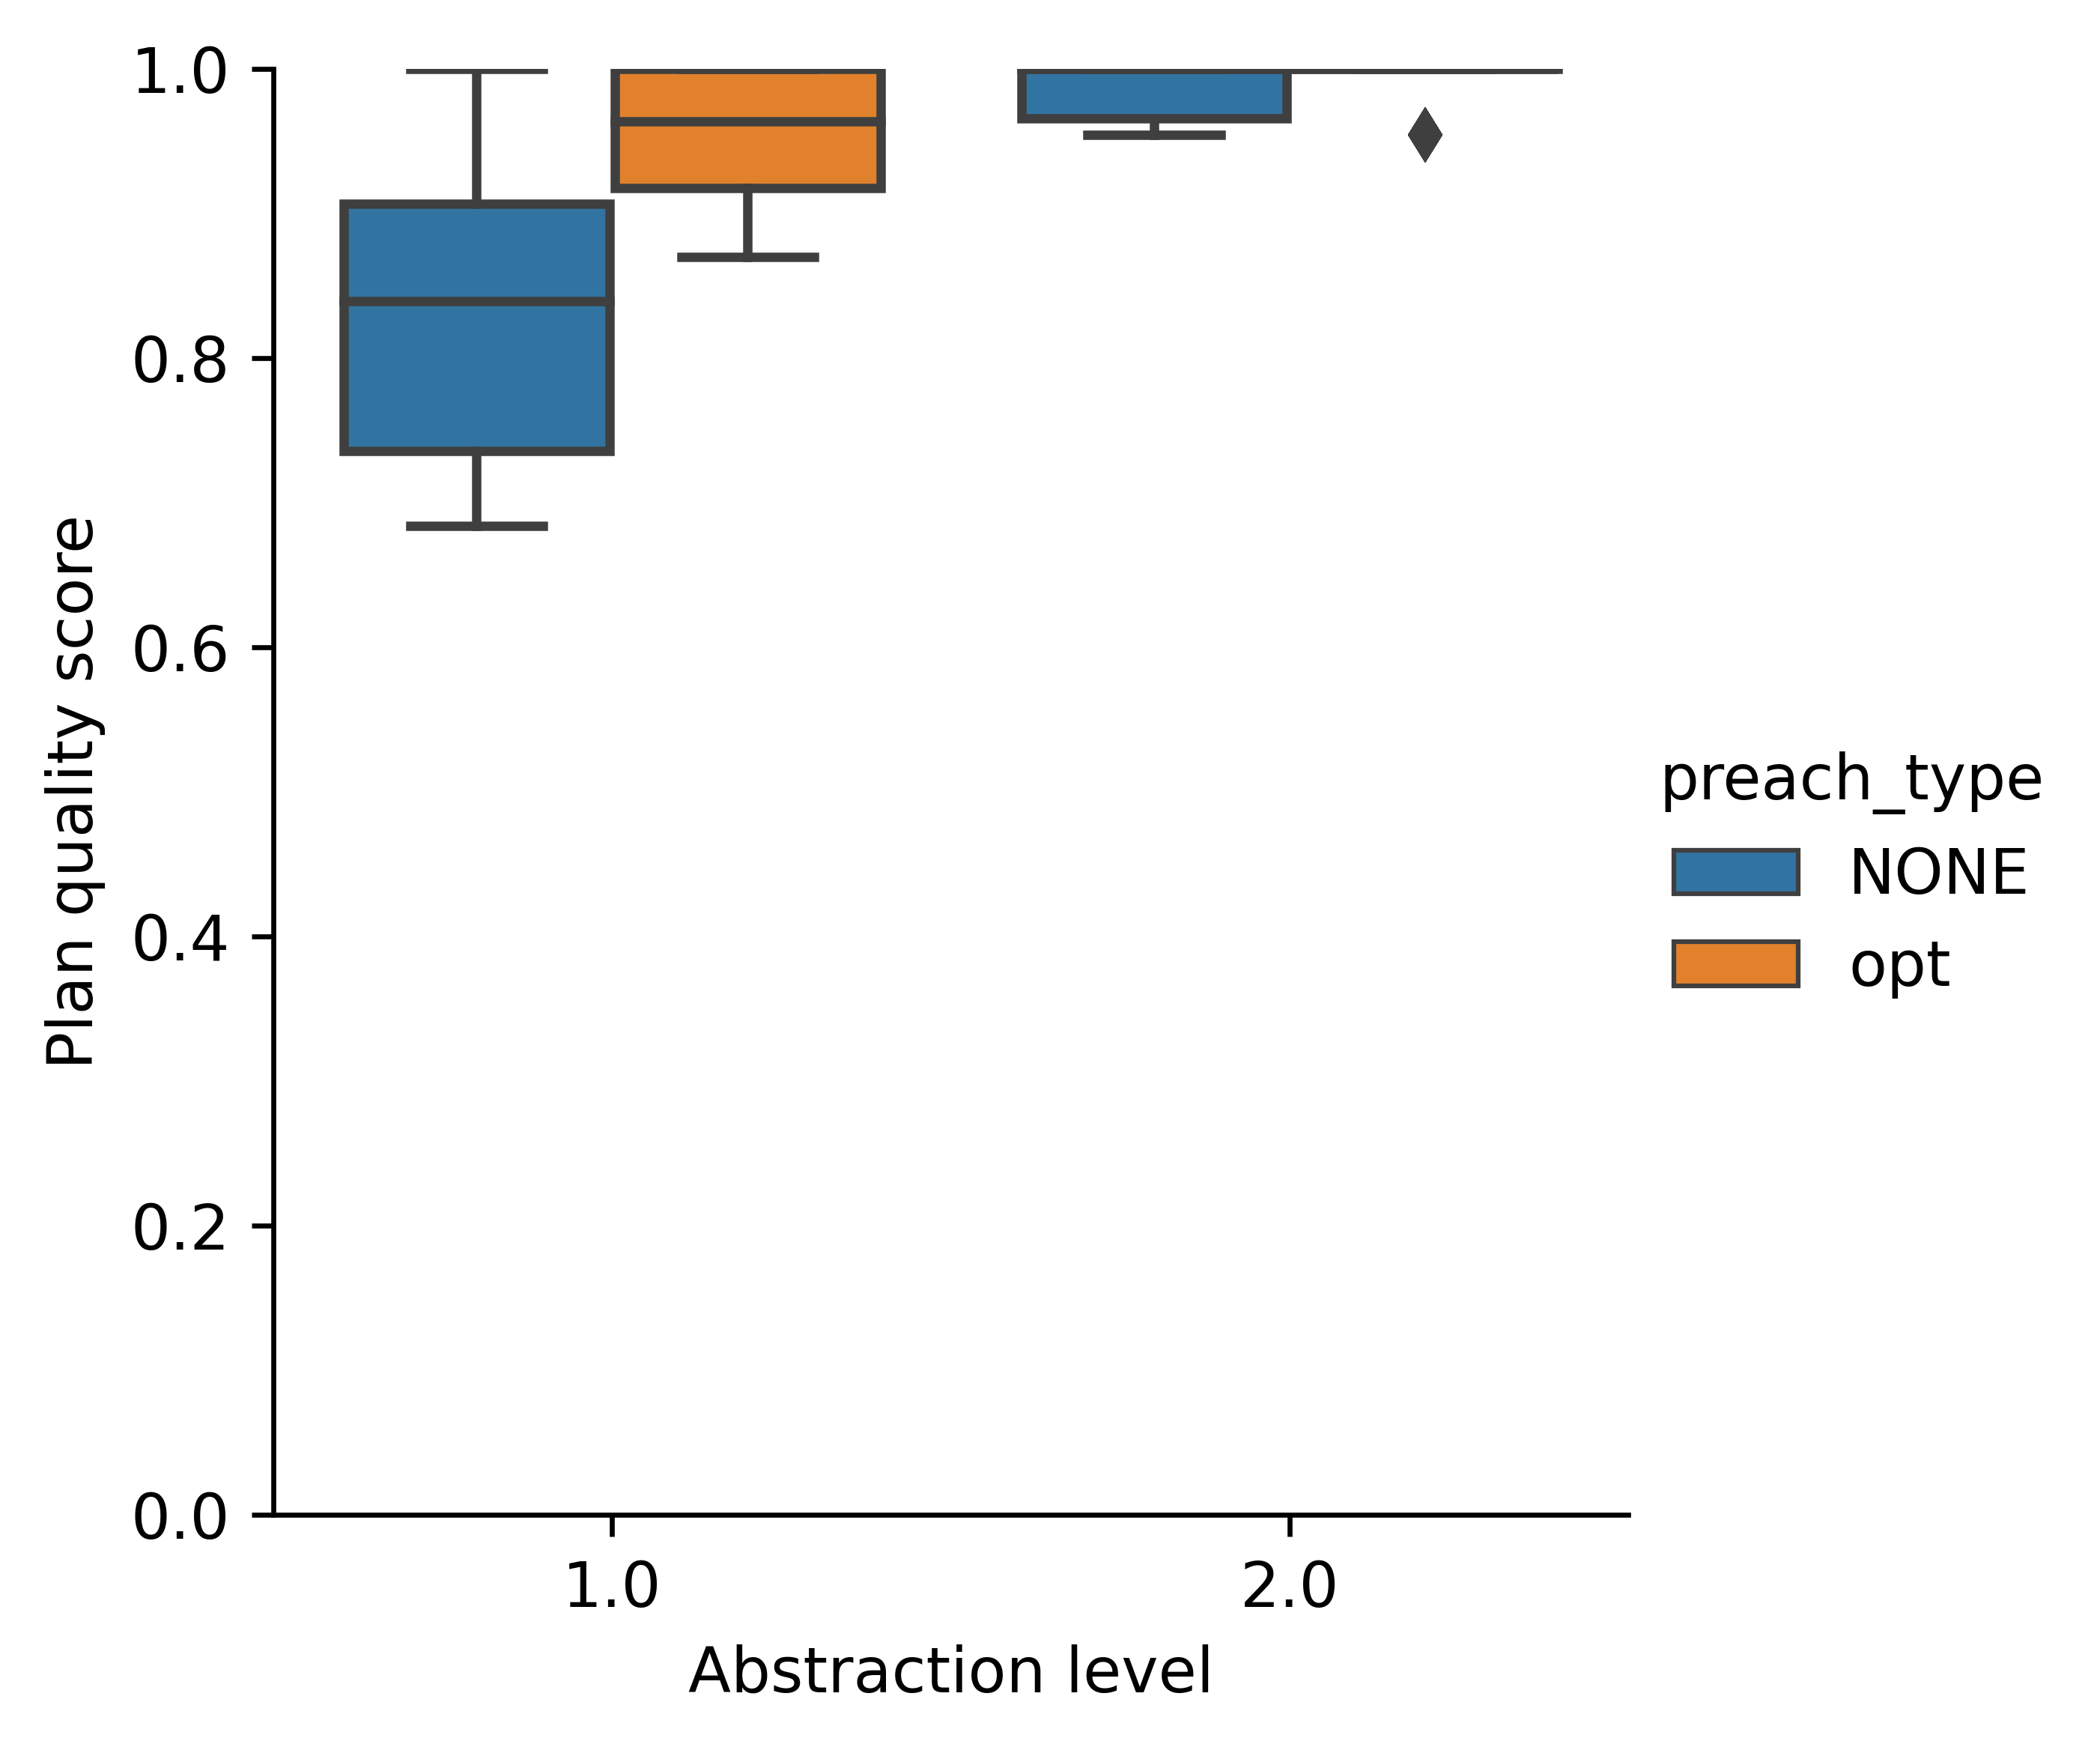 1.0
0.8
0.6
0.4
0.2
0.0
Plan quality score
1.0 2.0
Abstraction level
preach_type
NONE
opt